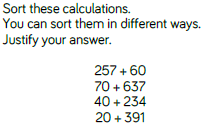 Sort these calculations.
You can sort them in different ways.
Justify your answer.
257 + 60
70 + 637
40 + 234
20 + 391